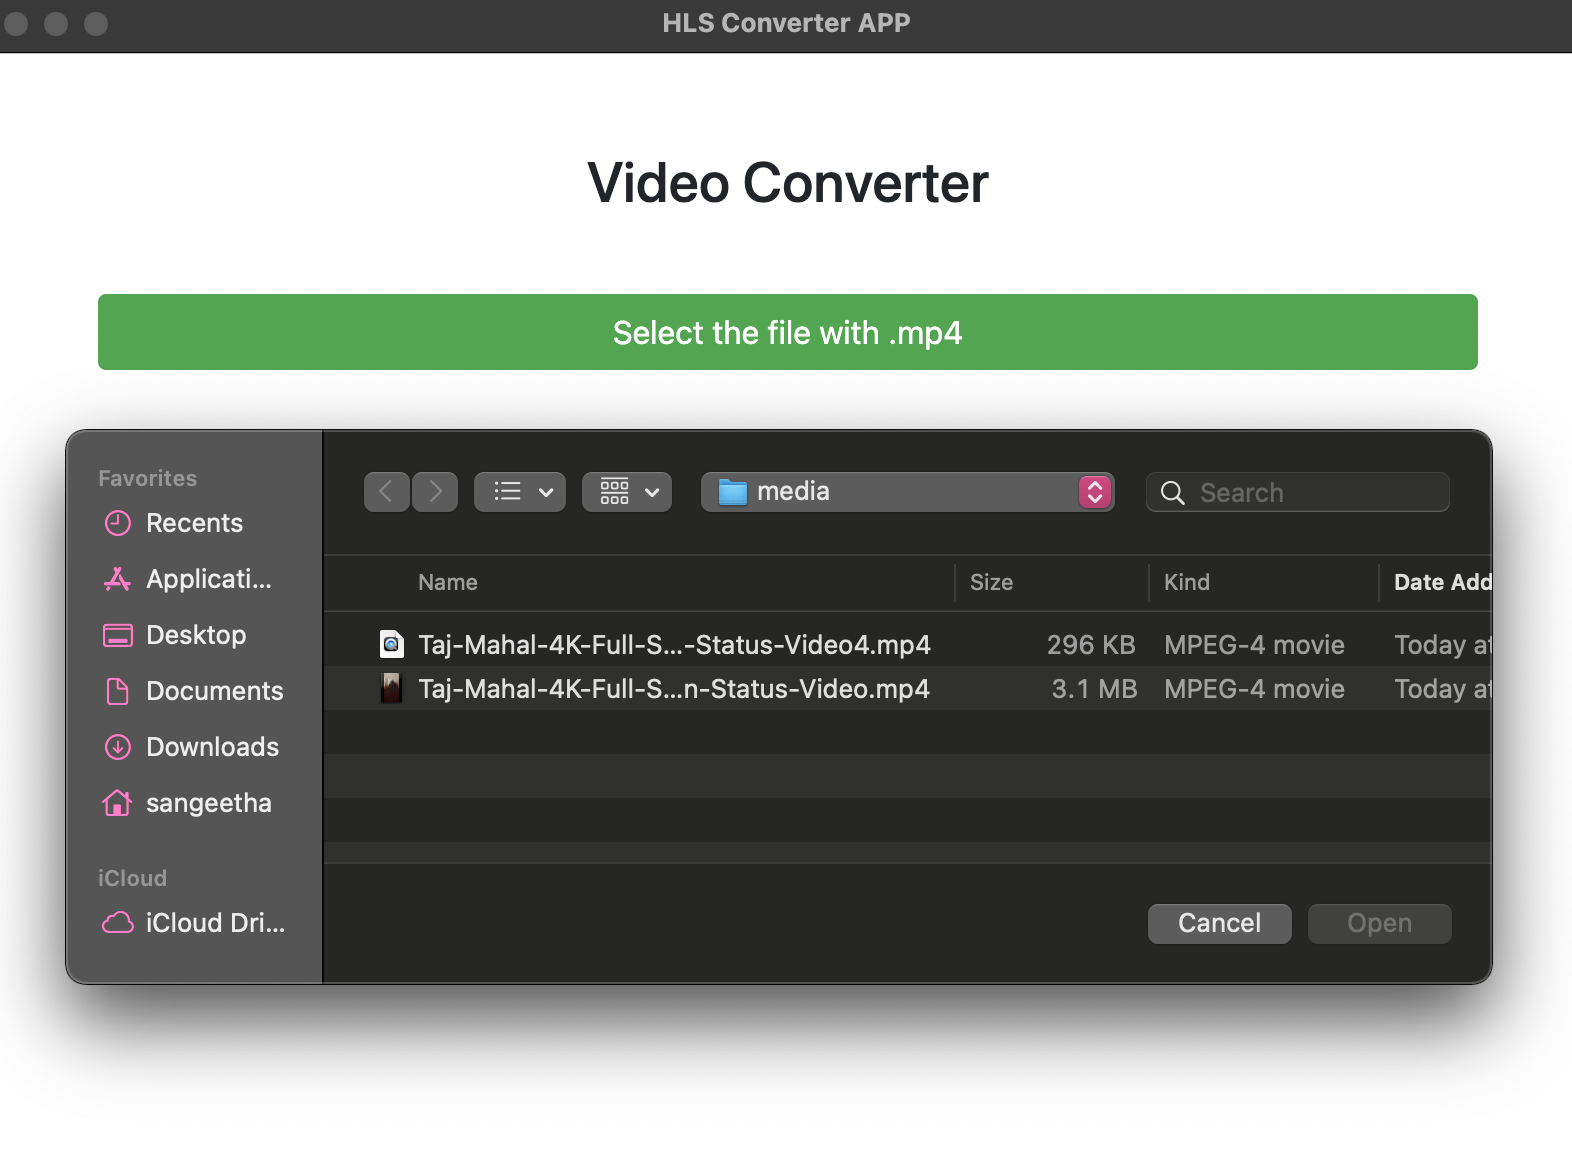 HLS Converter APP
Video Converter
Select the file with .mp4
Favorites
Recents
Applicati...
Desktop
Documents
Downloads
sangeetha
iCloud
iCloud Dri...
media
Search
Name Size Kind Date Add
Taj-Mahal-4K-Full-S...-Status-Video4.mp4 296 KB MPEG-4 movie Today at
Taj-Mahal-4K-Full-S...n-Status-Video.mp4 3.1 MB MPEG-4 movie Today at
Cancel Open